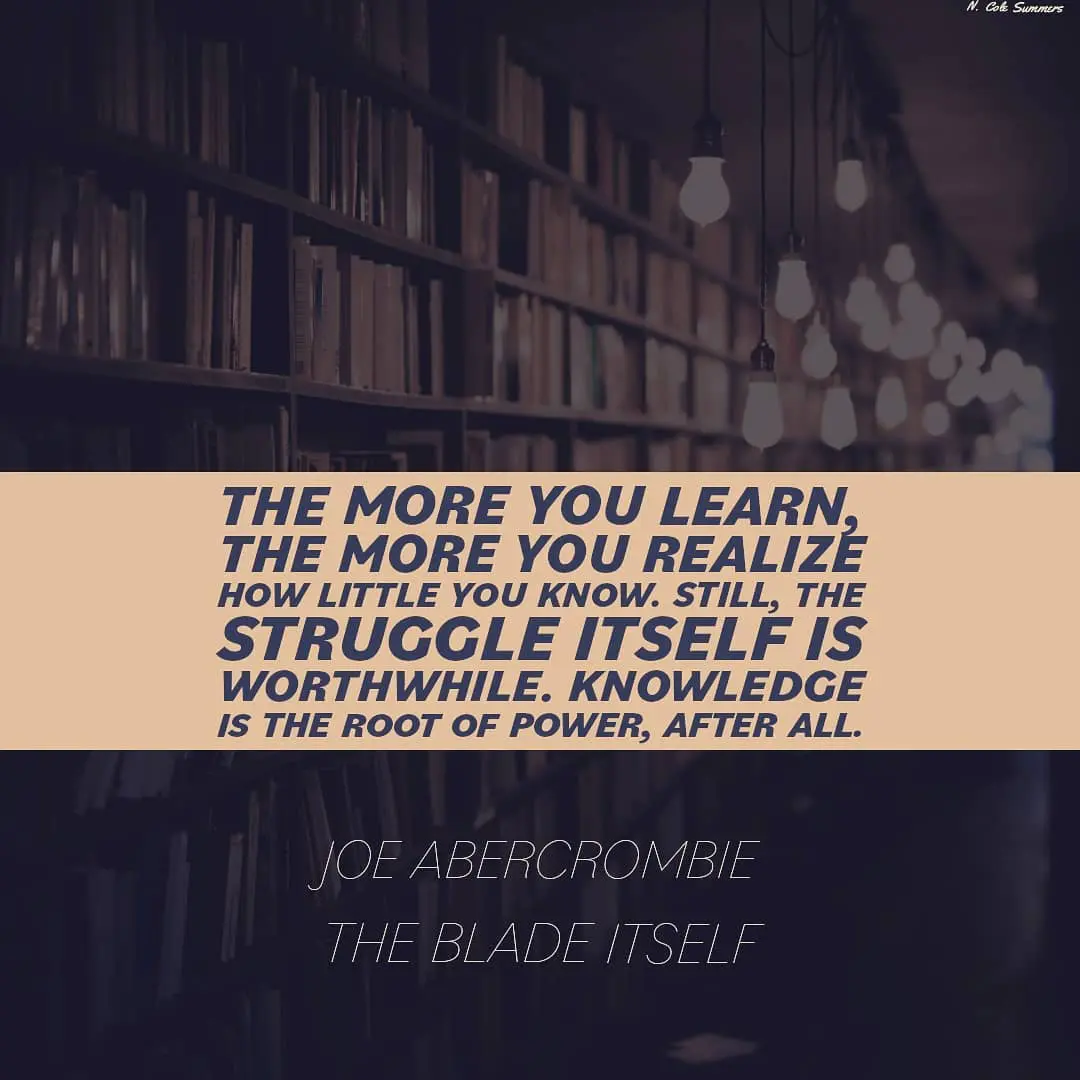 N. Cole Summers
THE MORE YOU LEARN,
THE MORE YOU REALIZE
HOW LITTLE YOU KNOW. STILL, THE
STRUGGLE ITSELF IS
WORTHWHILE. KNOWLEDGE
IS THE ROOT OF POWER, AFTER ALL.
JOE ABERCROMBIE
THE BLADE ITSELF